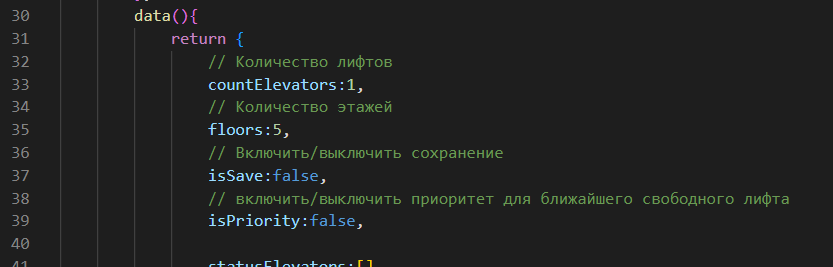 30 data(){
31 return {
32 // Количество лифтов
33 countElevators:1,
34 // Количество этажей
35 floors:5,
36 // Включить/выключить сохранение
37 isSave:false,
38 // включить/выключить приоритет для ближайшего свободного лифта
39 isPriority:false,
40
41 statusElevators:[]